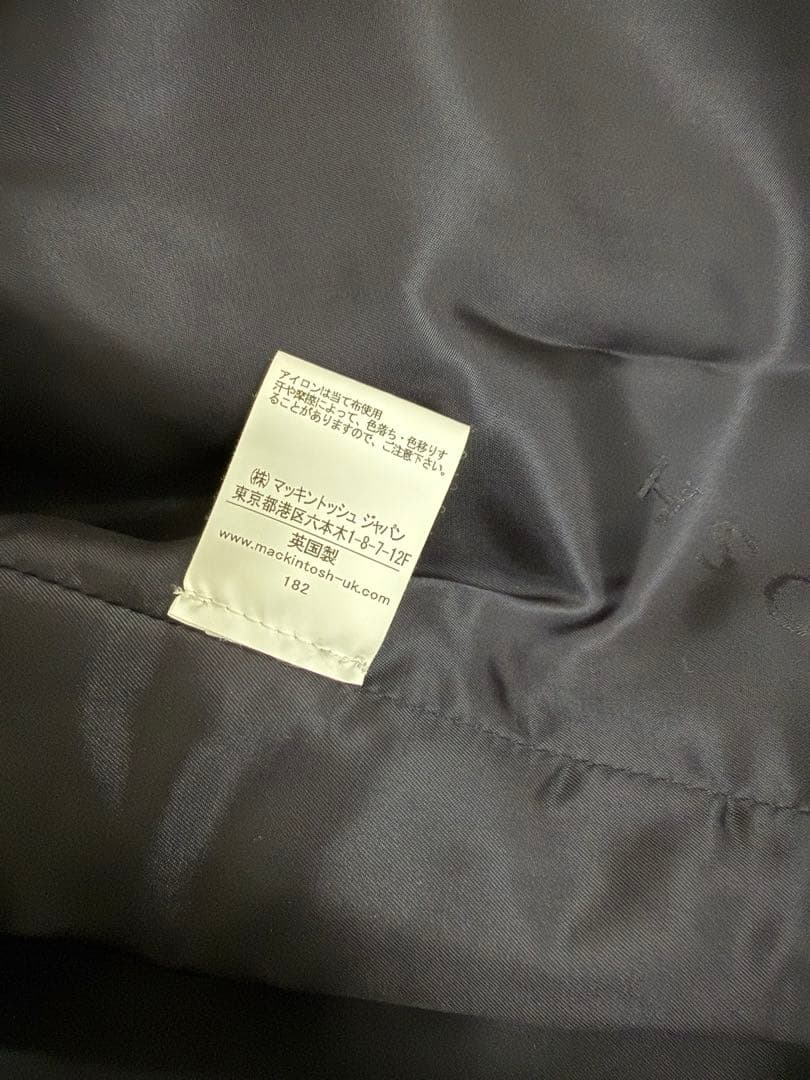 アイロンは当て布使用
汗や摩擦によって、色落ち・色移りす
ることがありますので、ご注意下さい。
(株) マッキントッシュ ジャパン
東京都港区六本木1-8-7-12F
英国製
www.mackintosh-uk.com
182